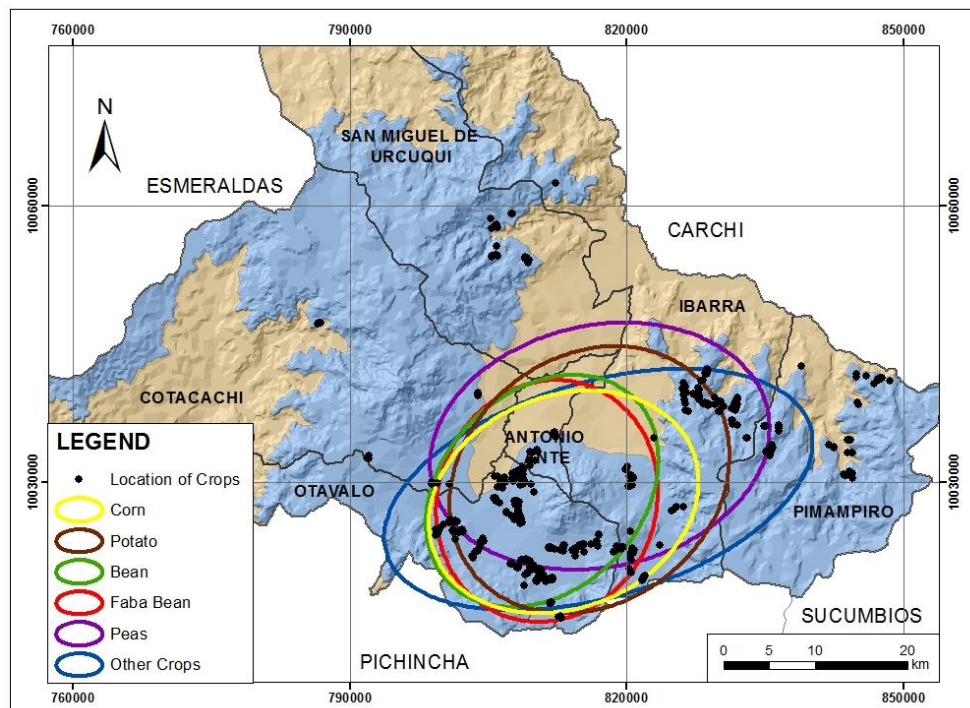 760000
790000
820000
850000
N
SAN MIGUEL DE
URCUQUI
ESMERALDAS
10060000
10060000
CARCHI
IBARRA
COTACACHI
LEGEND
Location of Crops
Corn
Potato
Bean
Faba Bean
Peas
Other Crops
ANTONIO
NTE
OTAVALO
10030000
10030000
PIMAMPIRO
SUCUMBIOS
PICHINCHA
0 5 10 20
km
760000
790000
820000
850000